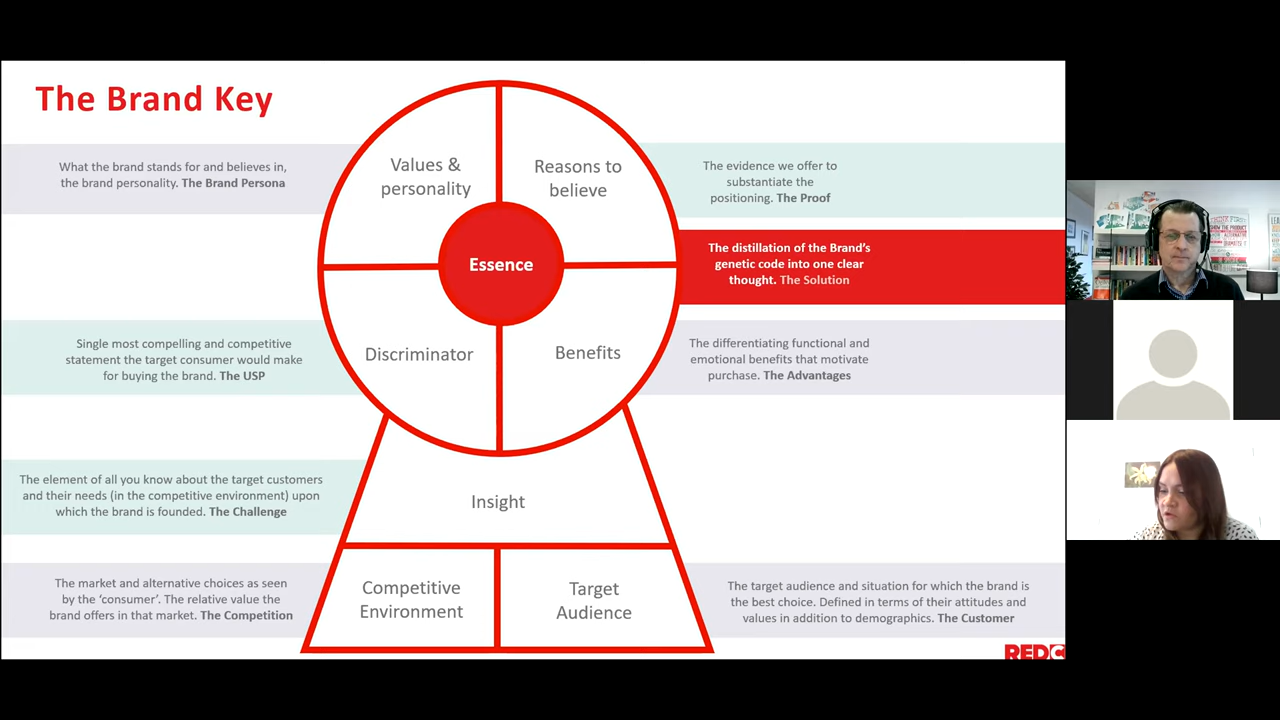 The Brand Key
What the brand stands for and believes in,
the brand personality. The Brand Persona
Values &
personality
Reasons to
believe
The evidence we offer to
substantiate the
positioning. The Proof
Essence
The distillation of the Brand's
genetic code into one clear
thought. The Solution
Single most compelling and competitive
statement the target consumer would make
for buying the brand. The USP
Discriminator
Benefits
The differentiating functional and
emotional benefits that motivate
purchase. The Advantages
The element of all you know about the target customers
and their needs (in the competitive environment) upon
which the brand is founded. The Challenge
Insight
The market and alternative choices as seen
by the ‘consumer’. The relative value the
brand offers in that market. The Competition
Competitive
Environment
Target
Audience
The target audience and situation for which the brand is
the best choice. Defined in terms of their attitudes and
values in addition to demographics. The Customer
REDC